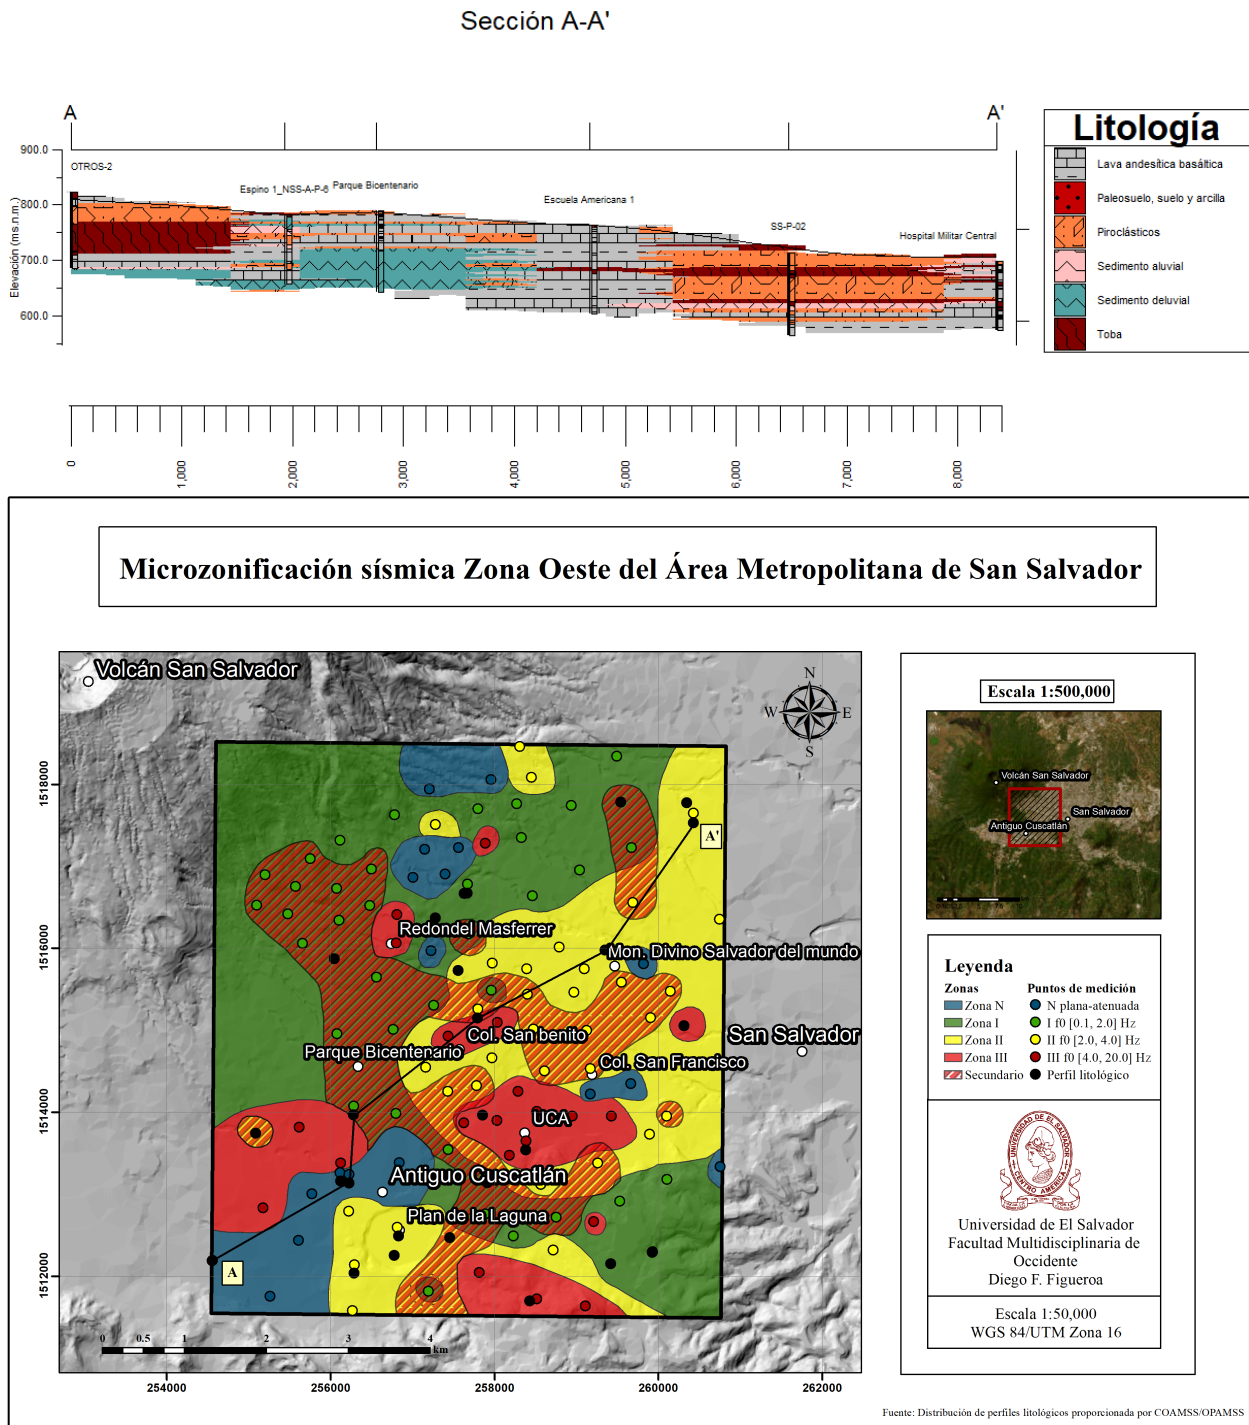 Sección A-A'
A
A'
900.0
800.0
700.0
600.0
Elevación (ms.n.m.)
OTROS-2
Espino 1_NSS-A-P-6
Parque Bicentenario
Escuela Americana 1
SS-P-02
Hospital Militar Central
Litología
Lava andesítica basáltica
Paleosuelo, suelo y arcilla
Piroclásticos
Sedimento aluvial
Sedimento deluvial
Toba
0
1,000
2,000
3,000
4,000
5,000
6,000
7,000
8,000
Microzonificación sísmica Zona Oeste del Área Metropolitana de San Salvador
Volcán San Salvador
N
W
E
S
A'
Redondel Masferrer
Mon. Divino Salvador del mundo
Col. San benito
San Salvador
Parque Bicentenario
Col. San Francisco
UCA
Antiguo Cuscatlán
Plan de la Laguna
A
0
0.5
1
2
3
4
km
1518000
1516000
1514000
1512000
254000
256000
258000
260000
262000
Escala 1:500,000
Volcán San Salvador
San Salvador
Antiguo Cuscatlán
Leyenda
Zonas
Puntos de medición
Zona N
N plana-atenuada
Zona I
I f0 [0.1, 2.0] Hz
Zona II
II f0 [2.0, 4.0] Hz
Zona III
III f0 [4.0, 20.0] Hz
Secundario
Perfil litológico
UNIVERSIDAD DE EL SALVADOR
CENTRO AMERICA
Universidad de El Salvador
Facultad Multidisciplinaria de
Occidente
Diego F. Figueroa
Escala 1:50,000
WGS 84/UTM Zona 16
Fuente: Distribución de perfiles litológicos proporcionada por COAMSS/OPAMSS